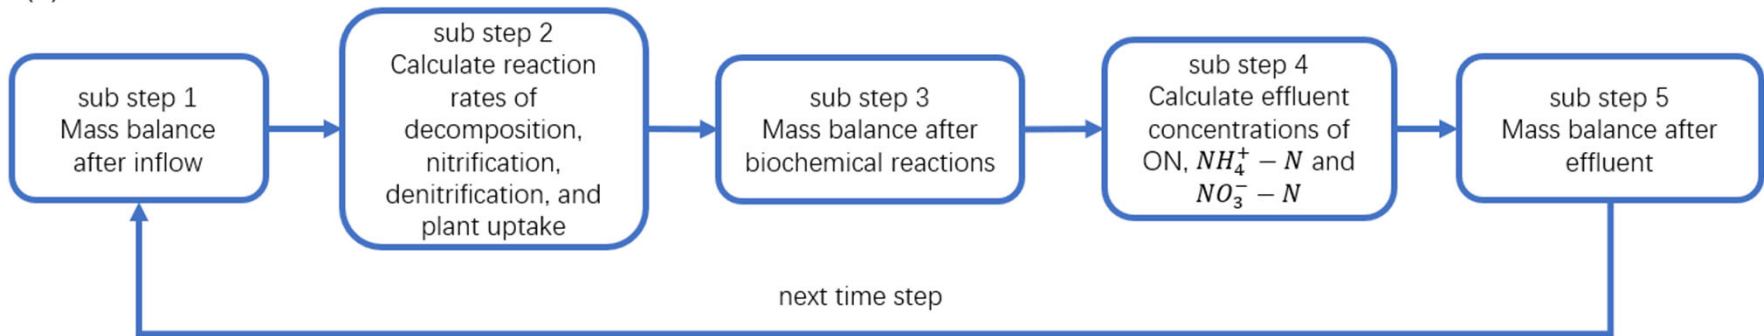 sub step 1
Mass balance
after inflow
sub step 2
Calculate reaction
rates of
decomposition,
nitrification,
denitrification, and
plant uptake
sub step 3
Mass balance after
biochemical reactions
sub step 4
Calculate effluent
concentrations of
ON, NH₄⁺ − N and
NO₃⁻ − N
sub step 5
Mass balance after
effluent
next time step